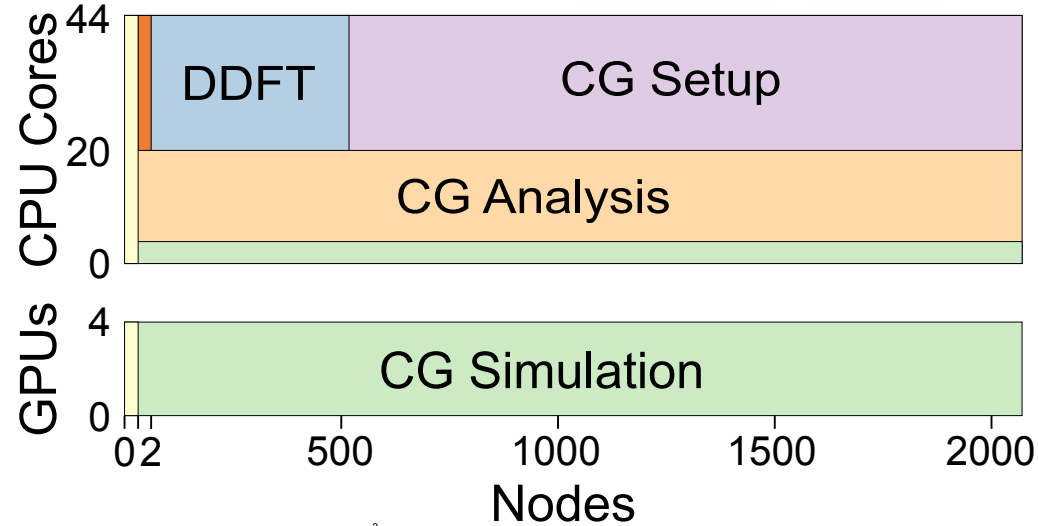 CPU Cores
44
20
0
DDFT
CG Setup
CG Analysis
GPUs
4
0
CG Simulation
0 2 500 1000 1500 2000
Nodes